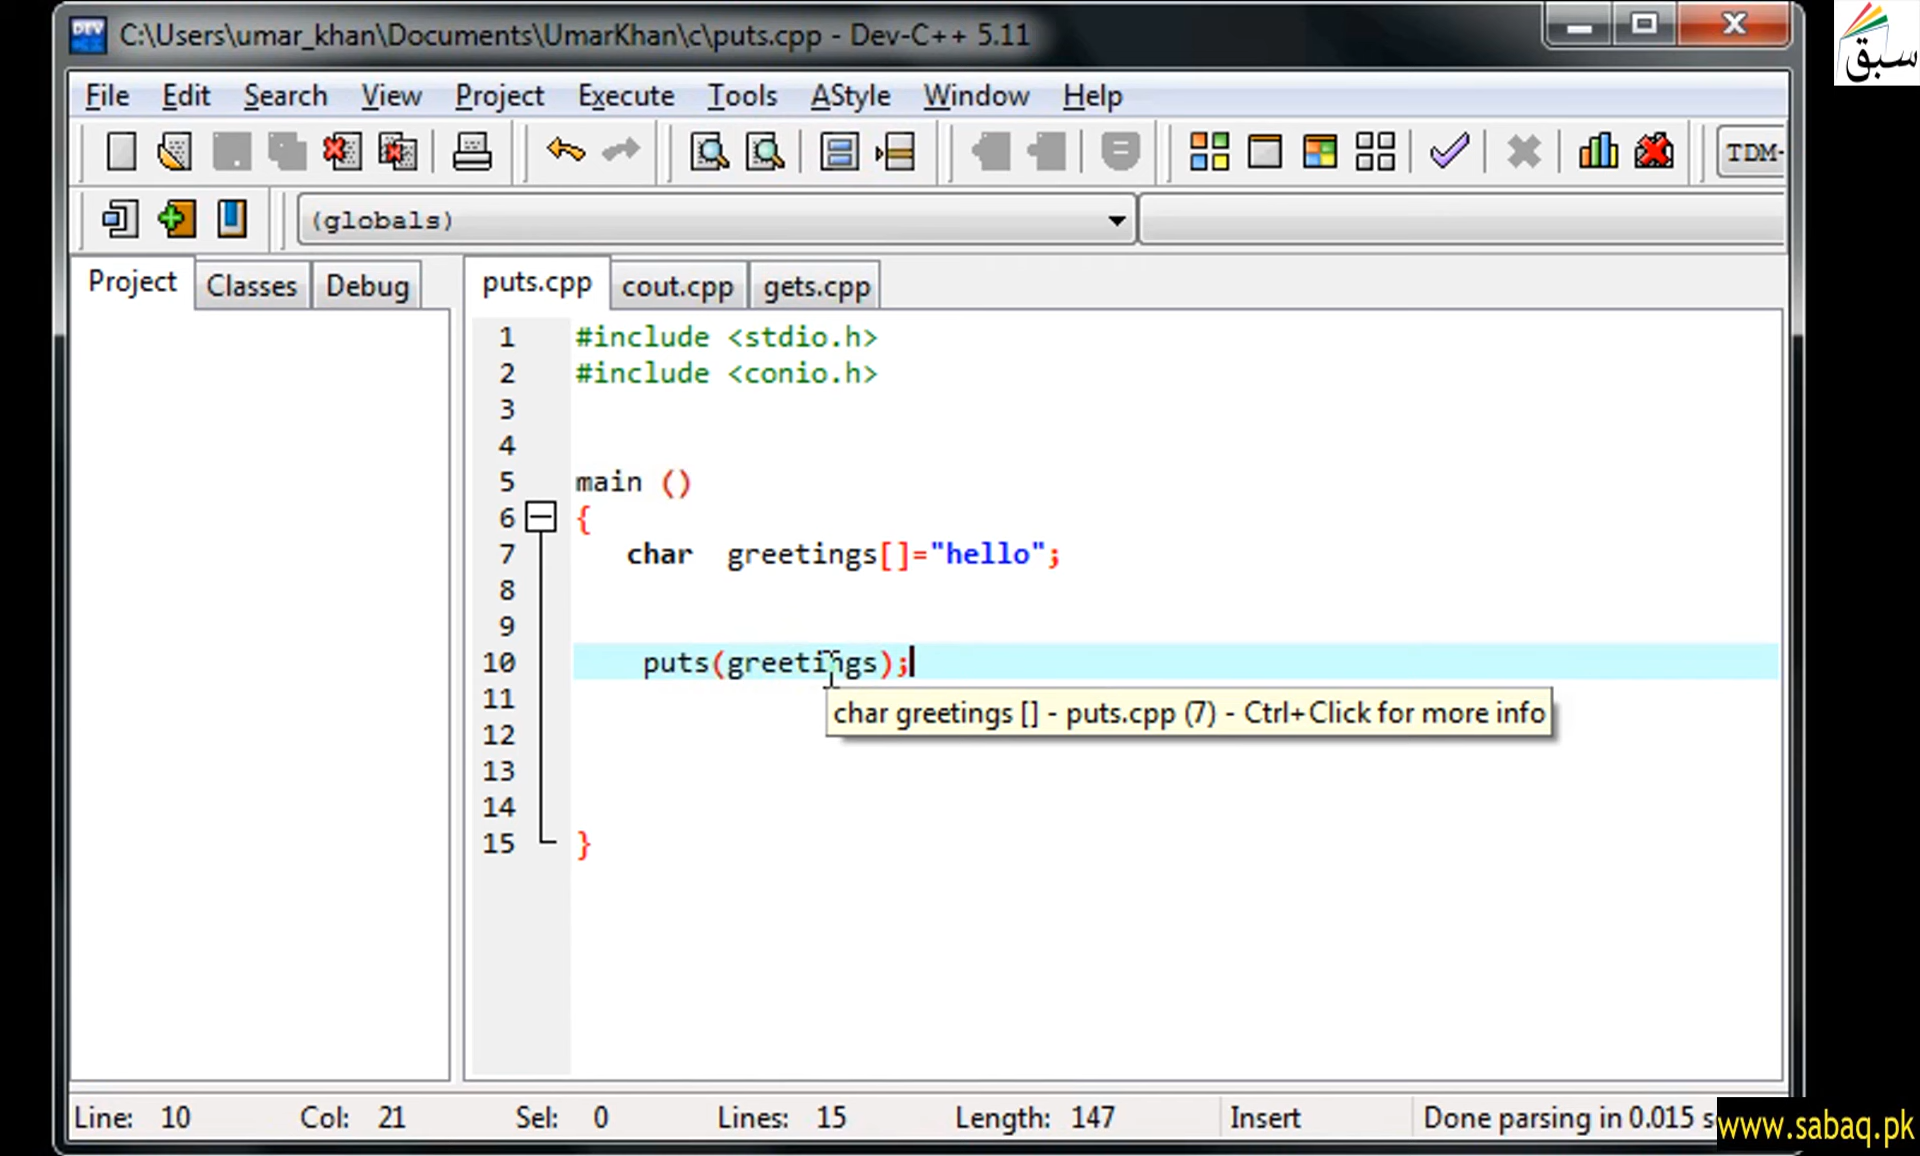 C:\Users\umar_khan\Documents\UmarKhan\c\puts.cpp - Dev-C++ 5.11
سبق
File Edit Search View Project Execute Tools AStyle Window Help
TDM-
(globals)
Project Classes Debug puts.cpp cout.cpp gets.cpp
1 #include <stdio.h>
2 #include <conio.h>
3
4
5 main ()
6 {
7 char greetings[]="hello";
8
9
10 puts(greetings);
11
char greetings [] - puts.cpp (7) - Ctrl+Click for more info
12
13
14
15 }
Line: 10 Col: 21 Sel: 0 Lines: 15 Length: 147 Insert Done parsing in 0.015 s
www.sabaq.pk